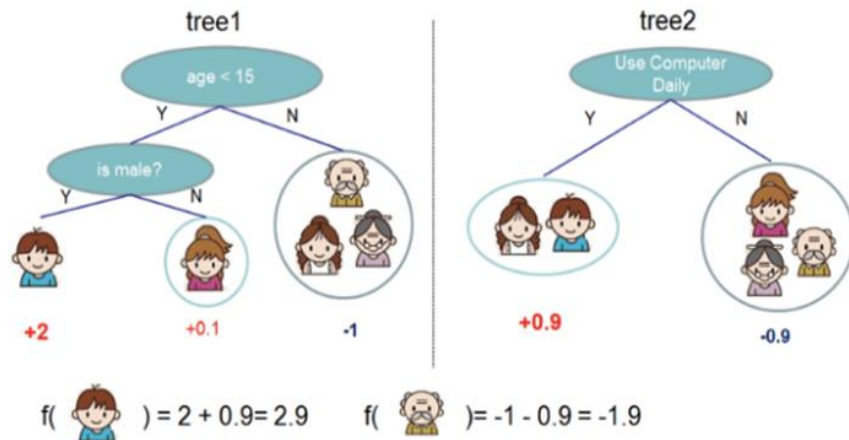 tree1
age < 15
Y
N
is male?
Y
N
+2
+0.1
-1
tree2
Use Computer
Daily
Y
N
+0.9
-0.9
f( ) = 2 + 0.9= 2.9
f( )= -1 - 0.9 = -1.9